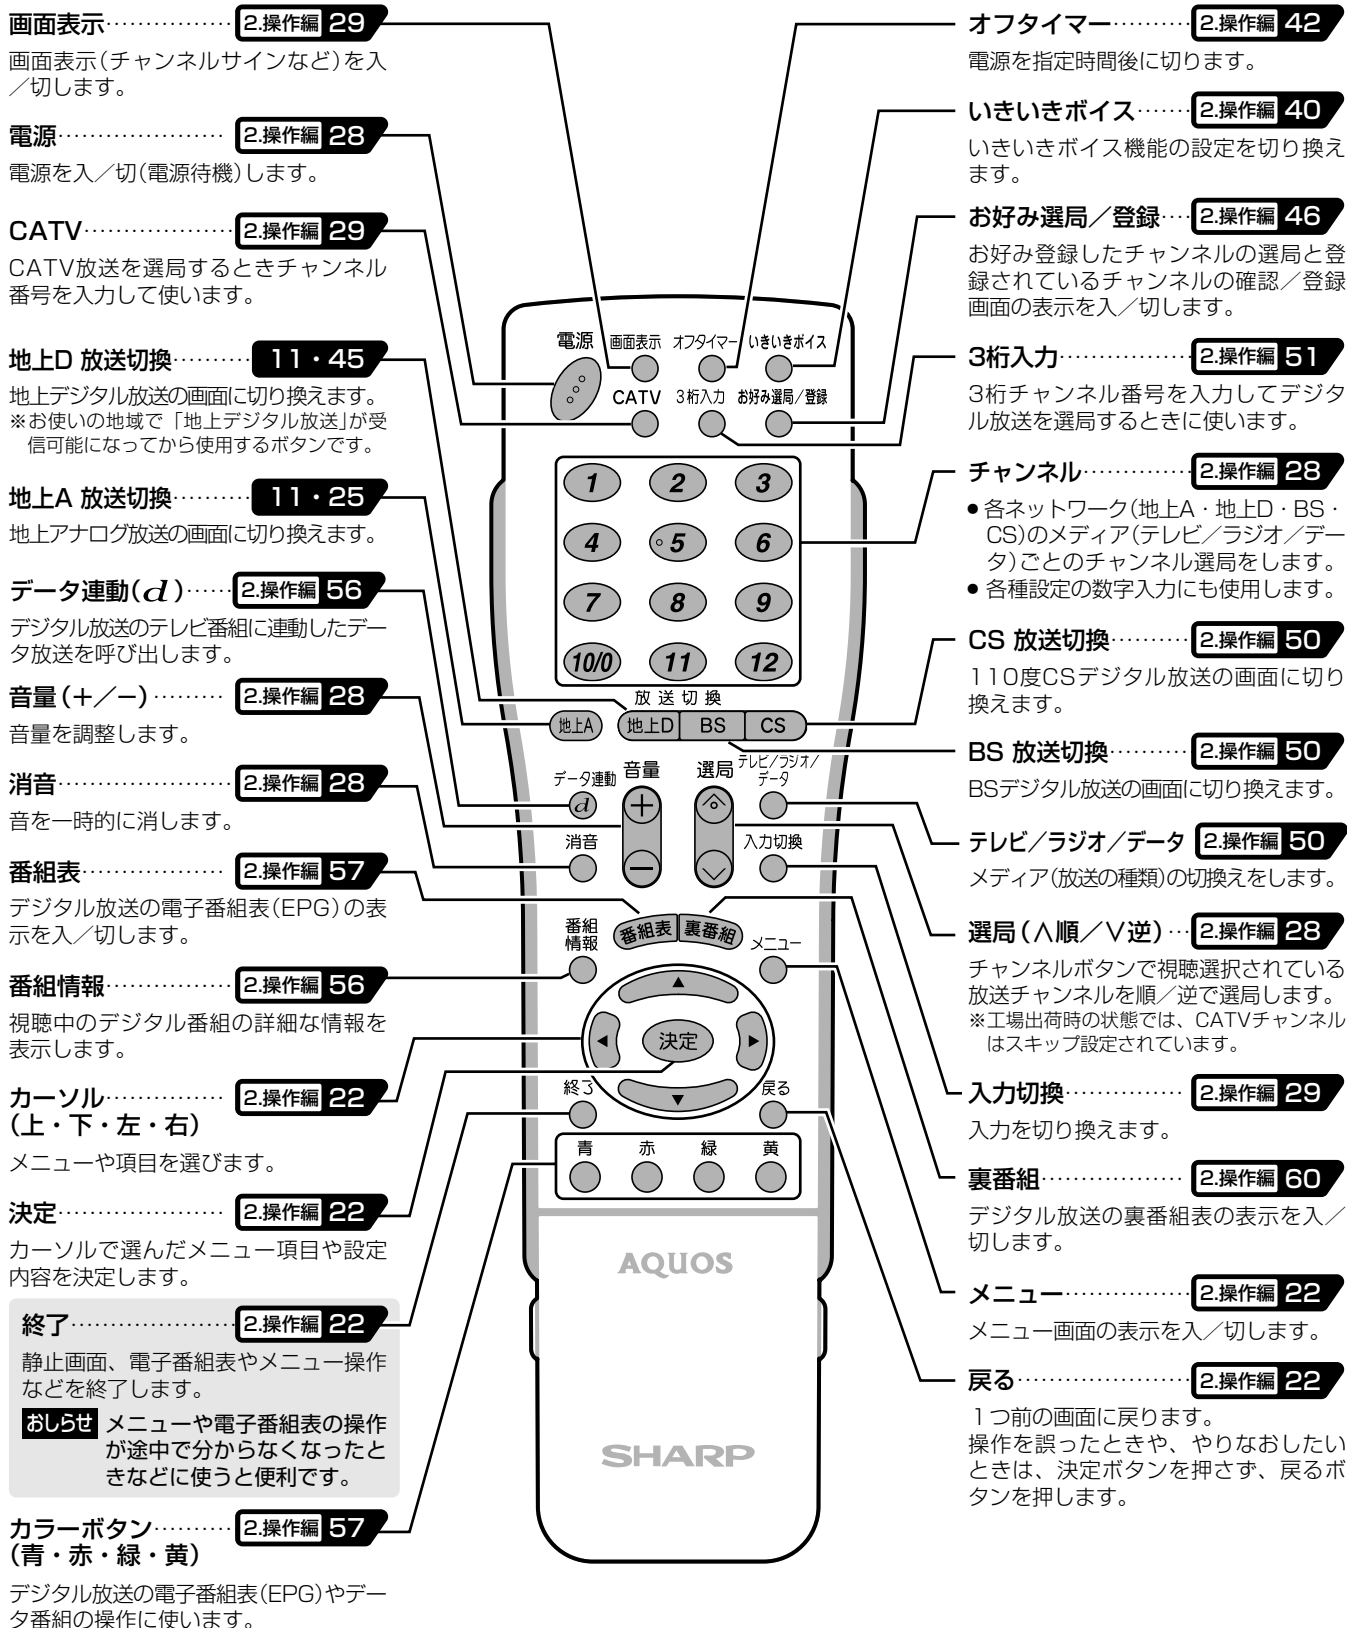 画面表示 2.操作編 29
画面表示(チャンネルサインなど)を入
／切します。
電源 2.操作編 28
電源を入／切(電源待機)します。
CATV 2.操作編 29
CATV放送を選局するときチャンネル
番号を入力して使います。
地上D 放送切換 11・45
地上デジタル放送の画面に切り換えます。
※お使いの地域で「地上デジタル放送」が受
信可能になってから使用するボタンです。
地上A 放送切換 11・25
地上アナログ放送の画面に切り換えます。
データ連動(d) 2.操作編 56
デジタル放送のテレビ番組に連動したデー
タ放送を呼び出します。
音量(＋／－) 2.操作編 28
音量を調整します。
消音 2.操作編 28
音を一時的に消します。
番組表 2.操作編 57
デジタル放送の電子番組表(EPG)の表
示を入／切します。
番組情報 2.操作編 56
視聴中のデジタル番組の詳細な情報を
表示します。
カーソル 2.操作編 22
(上・下・左・右)
メニューや項目を選びます。
決定 2.操作編 22
カーソルで選んだメニュー項目や設定
内容を決定します。
終了 2.操作編 22
静止画面、電子番組表やメニュー操作
などを終了します。
おしらせ メニューや電子番組表の操作
が途中で分からなくなったと
きなどに使うと便利です。
カラーボタン 2.操作編 57
(青・赤・緑・黄)
デジタル放送の電子番組表(EPG)やデー
タ番組の操作に使います。
電源 画面表示 オフタイマー いきいきボイス
CATV 3桁入力 お好み選局／登録
1 2 3
4 5 6
7 8 9
10/0 11 12
放送切換
地上A 地上D BS CS
データ連動 音量 選局 テレビ／ラジオ／
データ
d ＋
消音 入力切換
－
番組
情報 番組表 裏番組 メニュー
▲
◀ 決定 ▶
▼
終了 戻る
青 赤 緑 黄
AQUOS
SHARP
オフタイマー 2.操作編 42
電源を指定時間後に切ります。
いきいきボイス 2.操作編 40
いきいきボイス機能の設定を切り換え
ます。
お好み選局／登録 2.操作編 46
お好み登録したチャンネルの選局と登
録されているチャンネルの確認／登録
画面の表示を入／切します。
3桁入力 2.操作編 51
3桁チャンネル番号を入力してデジタ
ル放送を選局するときに使います。
チャンネル 2.操作編 28
●各ネットワーク(地上A・地上D・BS・
CS)のメディア(テレビ／ラジオ／デー
タ)ごとのチャンネル選局をします。
●各種設定の数字入力にも使用します。
CS 放送切換 2.操作編 50
110度CSデジタル放送の画面に切り
換えます。
BS 放送切換 2.操作編 50
BSデジタル放送の画面に切り換えます。
テレビ／ラジオ／データ 2.操作編 50
メディア(放送の種類)の切換えをします。
選局(∧順／∨逆) 2.操作編 28
チャンネルボタンで視聴選択されている
放送チャンネルを順／逆で選局します。
※工場出荷時の状態では、CATVチャンネル
はスキップ設定されています。
入力切換 2.操作編 29
入力を切り換えます。
裏番組 2.操作編 60
デジタル放送の裏番組表の表示を入／
切します。
メニュー 2.操作編 22
メニュー画面の表示を入／切します。
戻る 2.操作編 22
1つ前の画面に戻ります。
操作を誤ったときや、やりなおしたい
ときは、決定ボタンを押さず、戻るボ
タンを押します。